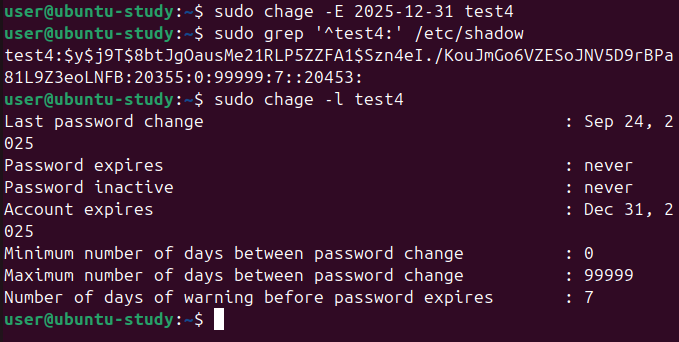 user@ubuntu-study:~$ sudo chage -E 2025-12-31 test4
user@ubuntu-study:~$ sudo grep '^test4:' /etc/shadow
test4:$y$j9T$8btJgOausMe21RLP5ZZFA1$Szn4eI./KouJmGo6VZESoJNV5D9rBPa
81L9Z3eoLNFB:20355:0:99999:7::20453:
user@ubuntu-study:~$ sudo chage -l test4
Last password change                                    : Sep 24, 2
025
Password expires                                        : never
Password inactive                                       : never
Account expires                                         : Dec 31, 2
025
Minimum number of days between password change          : 0
Maximum number of days between password change          : 99999
Number of days of warning before password expires       : 7
user@ubuntu-study:~$